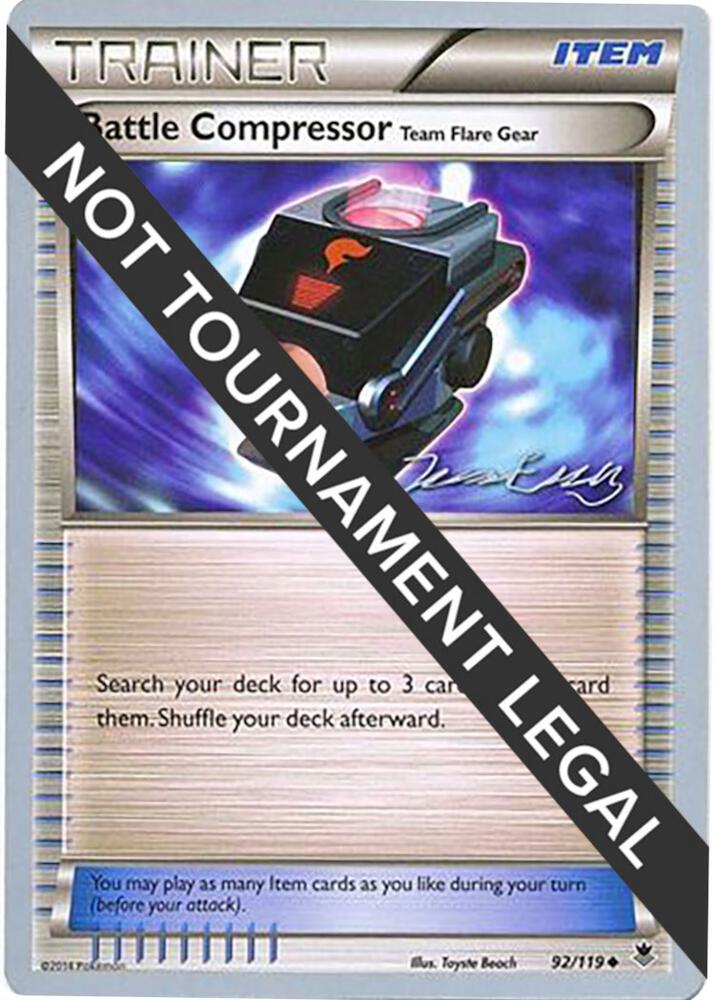 TRAINER
ITEM
Battle Compressor Team Flare Gear
NOT TOURNAMENT LEGAL
Search your deck for up to 3 car ard
them. Shuffle your deck afterward.
You may play as many Item cards as you like during your turn
(before your attack).
©2014 Pokémon
Illus. Toyste Beach
92/119